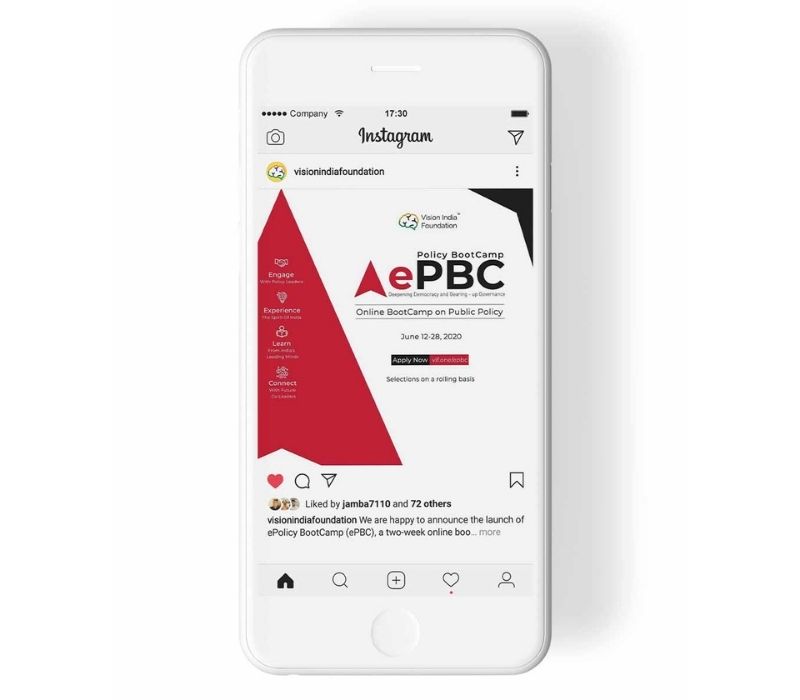 Company
17:30
Instagram
visionindiafoundation
Vision India
Foundation
Policy BootCamp
ePBC
Deepening Democracy and Gearing - up Governance
Online BootCamp on Public Policy
June 12-28, 2020
Apply Now vif.one/epbc
Selections on a rolling basis
Engage
With Policy Leaders
Experience
The Spirit Of India
Learn
From India's
Leading Minds
Connect
With Future
Co-Leaders
Liked by jamba7110 and 72 others
visionindiafoundation We are happy to announce the launch of
ePolicy BootCamp (ePBC), a two-week online boo... more